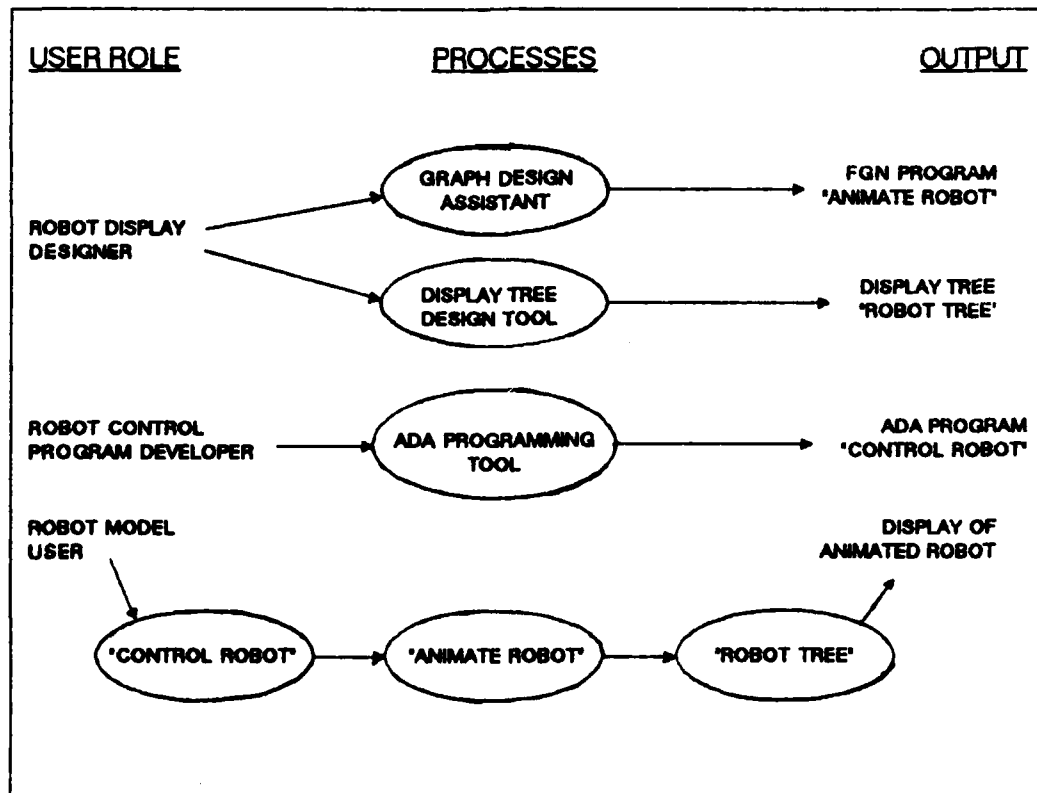 USER ROLE PROCESSES OUTPUT
GRAPH DESIGN
ASSISTANT
FGN PROGRAM
"ANIMATE ROBOT"
ROBOT DISPLAY
DESIGNER
DISPLAY TREE
DESIGN TOOL
DISPLAY TREE
"ROBOT TREE"
ROBOT CONTROL
PROGRAM DEVELOPER
ADA PROGRAMMING
TOOL
ADA PROGRAM
"CONTROL ROBOT"
ROBOT MODEL
USER
DISPLAY OF
ANIMATED ROBOT
"CONTROL ROBOT" "ANIMATE ROBOT" "ROBOT TREE"